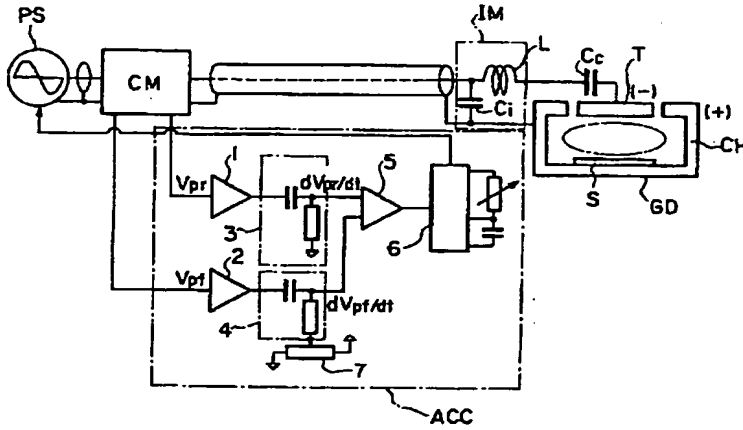 PS
IM
L
Cc
T
(-)
(+)
CM
Ci
CH
S
GD
1
dVpr/dt
5
Vpr
3
6
2
Vpf
dVpf/dt
4
7
ACC